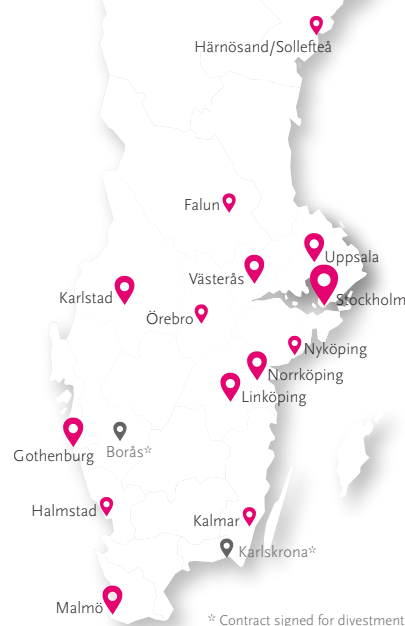 Härnösand/Sollefteå
Falun
Uppsala
Västerås
Karlstad
Stockholm
Örebro
Nyköping
Norrköping
Linköping
Gothenburg
Borås*
Halmstad
Kalmar
Karlskrona*
Malmö
* Contract signed for divestment